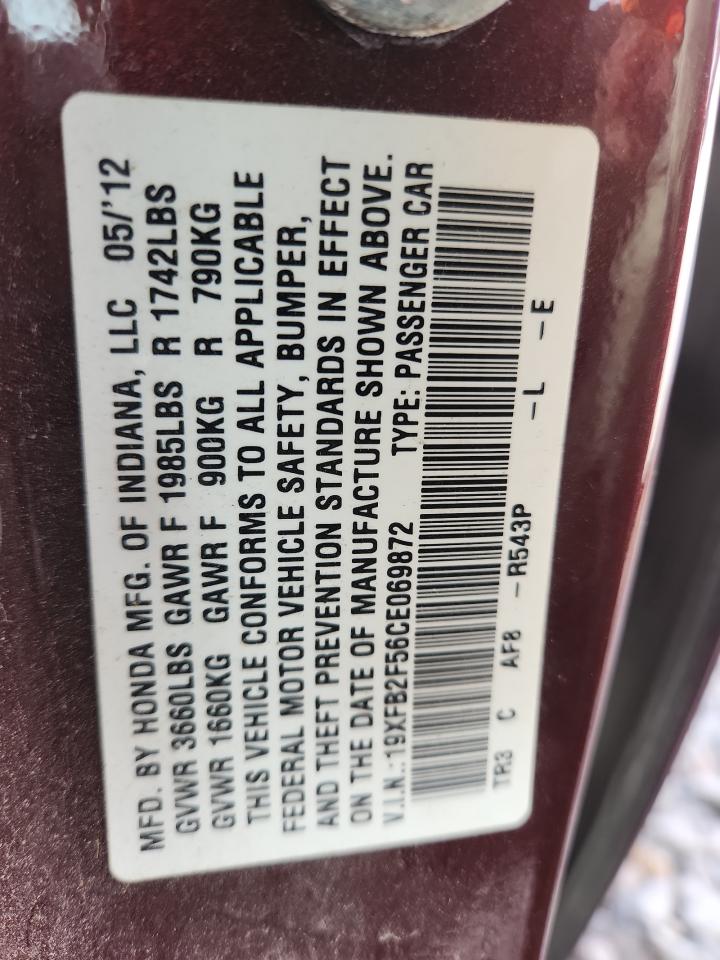 MFD. BY HONDA MFG. OF INDIANA, LLC 05/'12
GVWR 3660LBS GAWR F 1985LBS R 1742LBS
GVWR 1660KG GAWR F 900KG R 790KG
THIS VEHICLE CONFORMS TO ALL APPLICABLE
FEDERAL MOTOR VEHICLE SAFETY, BUMPER,
AND THEFT PREVENTION STANDARDS IN EFFECT
ON THE DATE OF MANUFACTURE SHOWN ABOVE.
V.I.N.:19XFB2F56CE069872 TYPE: PASSENGER CAR
TR3 C AF8 -R543P -L -E